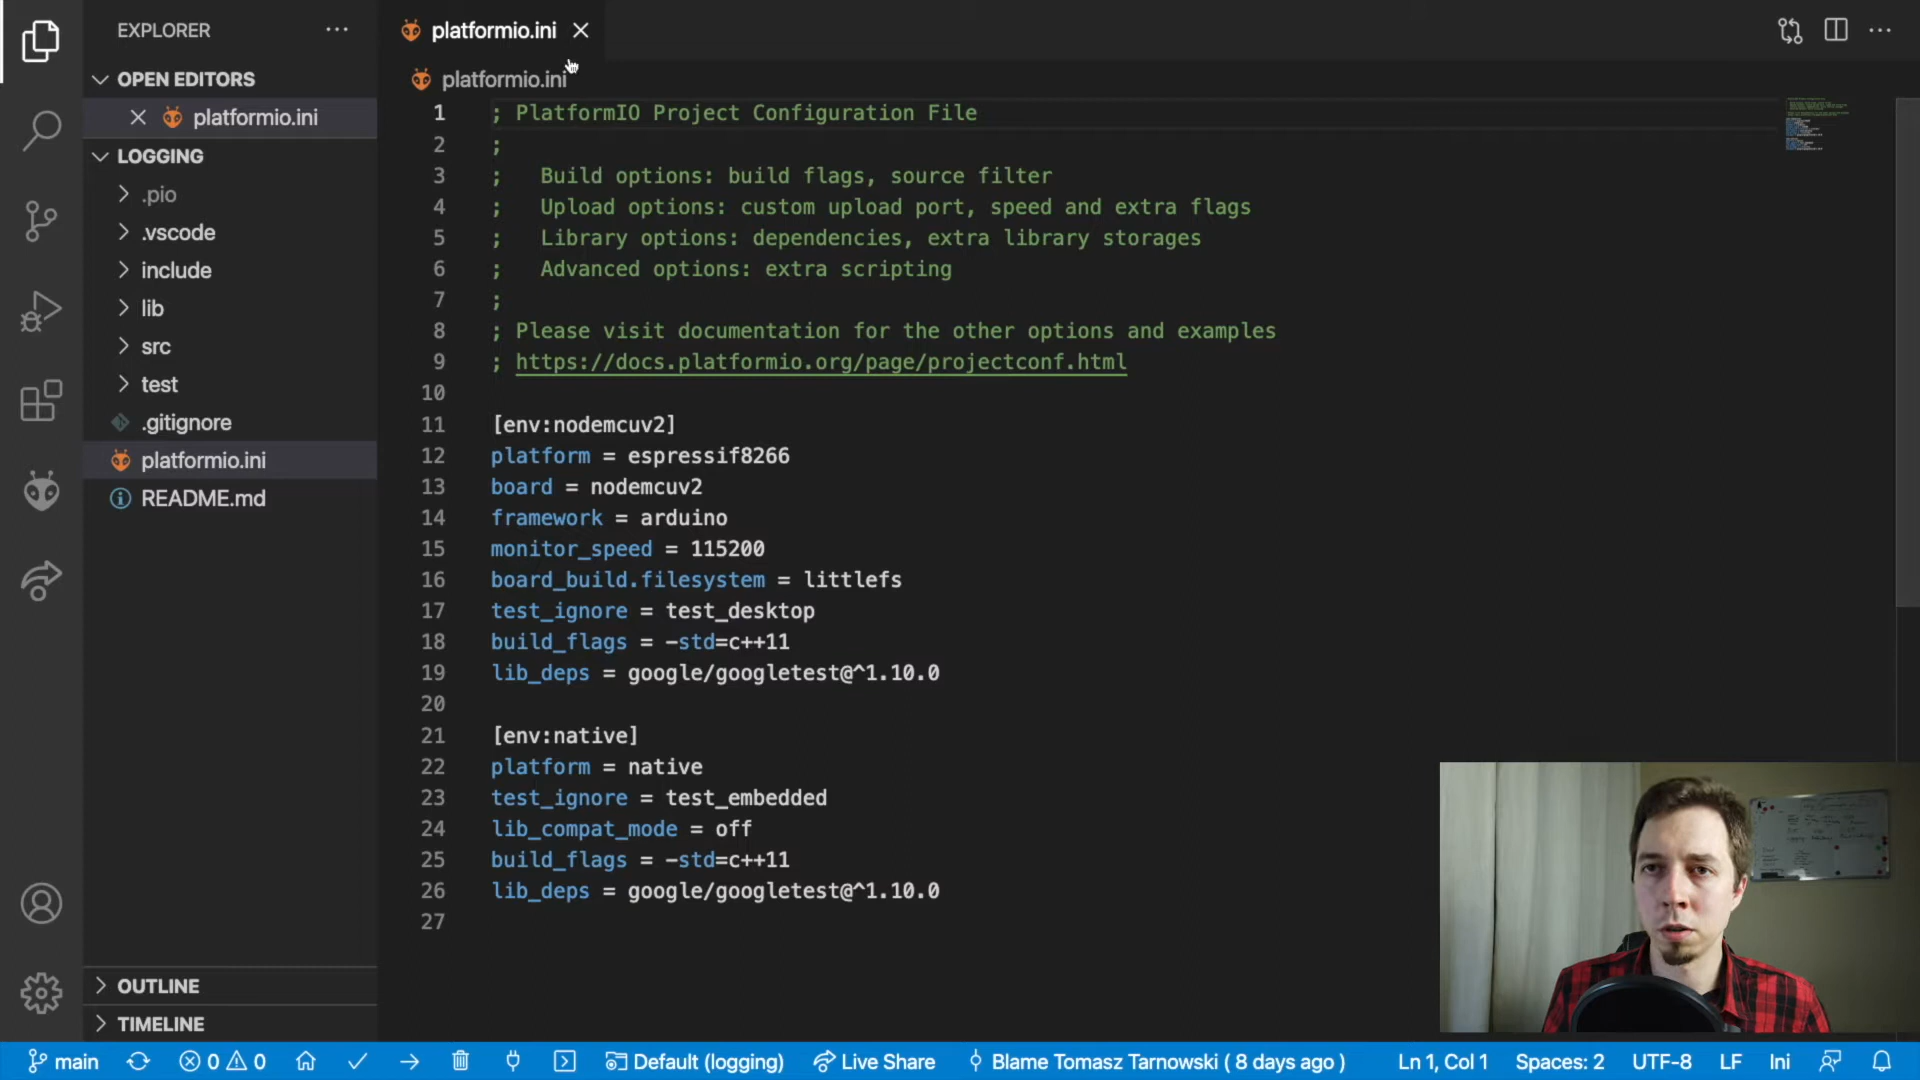 EXPLORER
OPEN EDITORS
platformio.ini
LOGGING
.pio
.vscode
include
lib
src
test
.gitignore
platformio.ini
README.md
OUTLINE
TIMELINE
platformio.ini
platformio.ini
1 ; PlatformIO Project Configuration File
2 ;
3 ;   Build options: build flags, source filter
4 ;   Upload options: custom upload port, speed and extra flags
5 ;   Library options: dependencies, extra library storages
6 ;   Advanced options: extra scripting
7 ;
8 ; Please visit documentation for the other options and examples
9 ; https://docs.platformio.org/page/projectconf.html
10
11 [env:nodemcuv2]
12 platform = espressif8266
13 board = nodemcuv2
14 framework = arduino
15 monitor_speed = 115200
16 board_build.filesystem = littlefs
17 test_ignore = test_desktop
18 build_flags = -std=c++11
19 lib_deps = google/googletest@^1.10.0
20
21 [env:native]
22 platform = native
23 test_ignore = test_embedded
24 lib_compat_mode = off
25 build_flags = -std=c++11
26 lib_deps = google/googletest@^1.10.0
27
main 0 0 Default (logging) Live Share Blame Tomasz Tarnowski ( 8 days ago ) Ln 1, Col 1 Spaces: 2 UTF-8 LF Ini